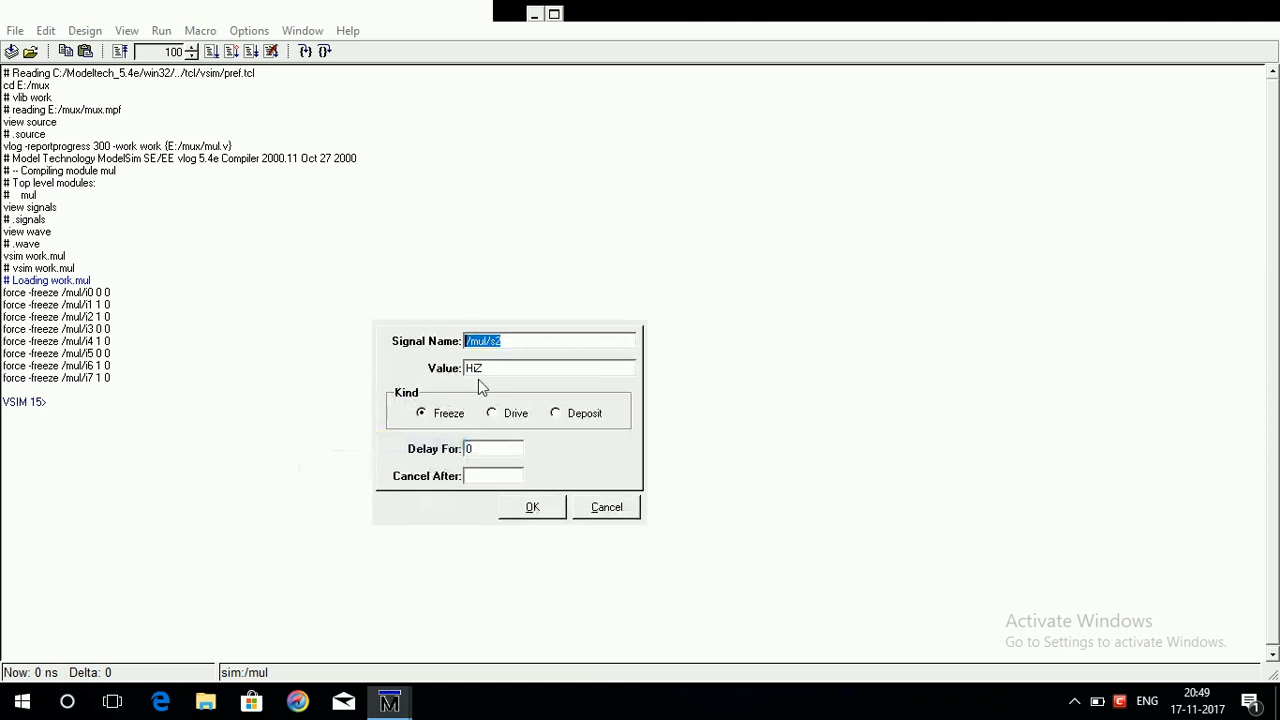 File Edit Design View Run Macro Options Window Help
100
# Reading C:/Modeltech_5.4e/win32/../tcl/vsim/pref.tcl
cd E:/mux
# vlib work
# reading E:/mux/mux.mpf
view source
# .source
vlog -reportprogress 300 -work work {E:/mux/mul.v}
# Model Technology ModelSim SE/EE vlog 5.4e Compiler 2000.11 Oct 27 2000
# -- Compiling module mul
# Top level modules:
# mul
view signals
# .signals
view wave
# .wave
vsim work.mul
# vsim work.mul
# Loading work.mul
force -freeze /mul/i0 0 0
force -freeze /mul/i1 1 0
force -freeze /mul/i2 1 0
force -freeze /mul/i3 0 0
force -freeze /mul/i4 1 0
force -freeze /mul/i5 0 0
force -freeze /mul/i6 1 0
force -freeze /mul/i7 1 0
VSIM 15>
Signal Name: /mul/s2
Value: HiZ
Kind
Freeze Drive Deposit
Delay For: 0
Cancel After:
OK Cancel
Activate Windows
Go to Settings to activate Windows.
Now: 0 ns Delta: 0 sim:/mul
ENG
20:49
17-11-2017